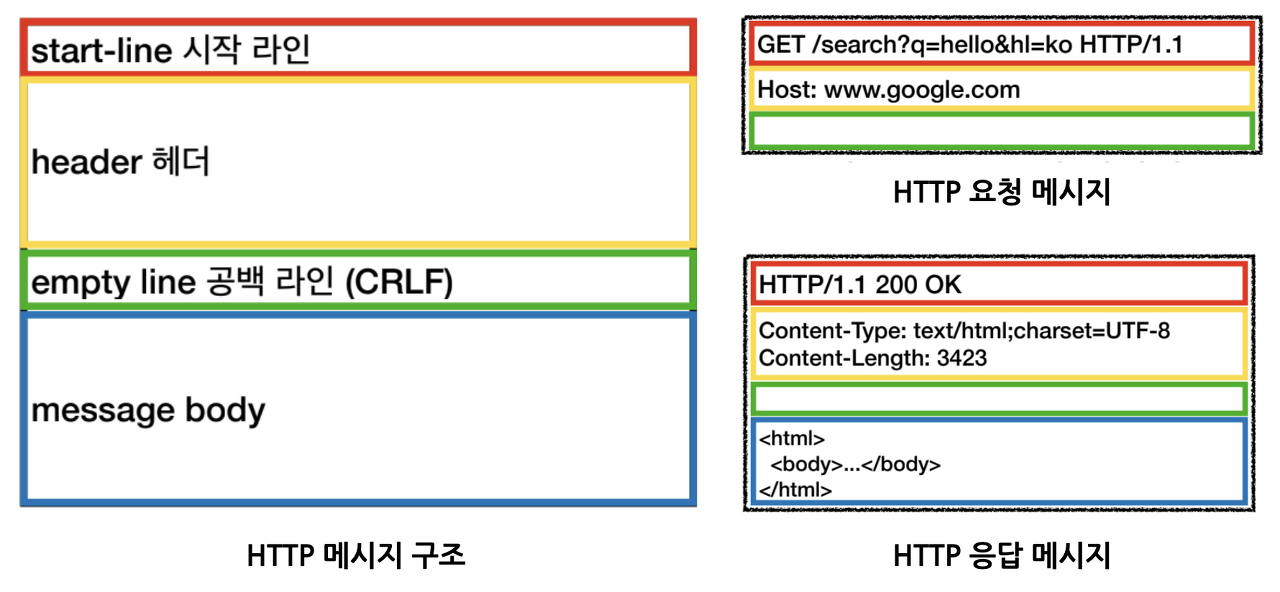 start-line 시작 라인
header 헤더
empty line 공백 라인 (CRLF)
message body
HTTP 메시지 구조
GET /search?q=hello&hl=ko HTTP/1.1
Host: www.google.com
HTTP 요청 메시지
HTTP/1.1 200 OK
Content-Type: text/html;charset=UTF-8
Content-Length: 3423
<html>
<body>...</body>
</html>
HTTP 응답 메시지